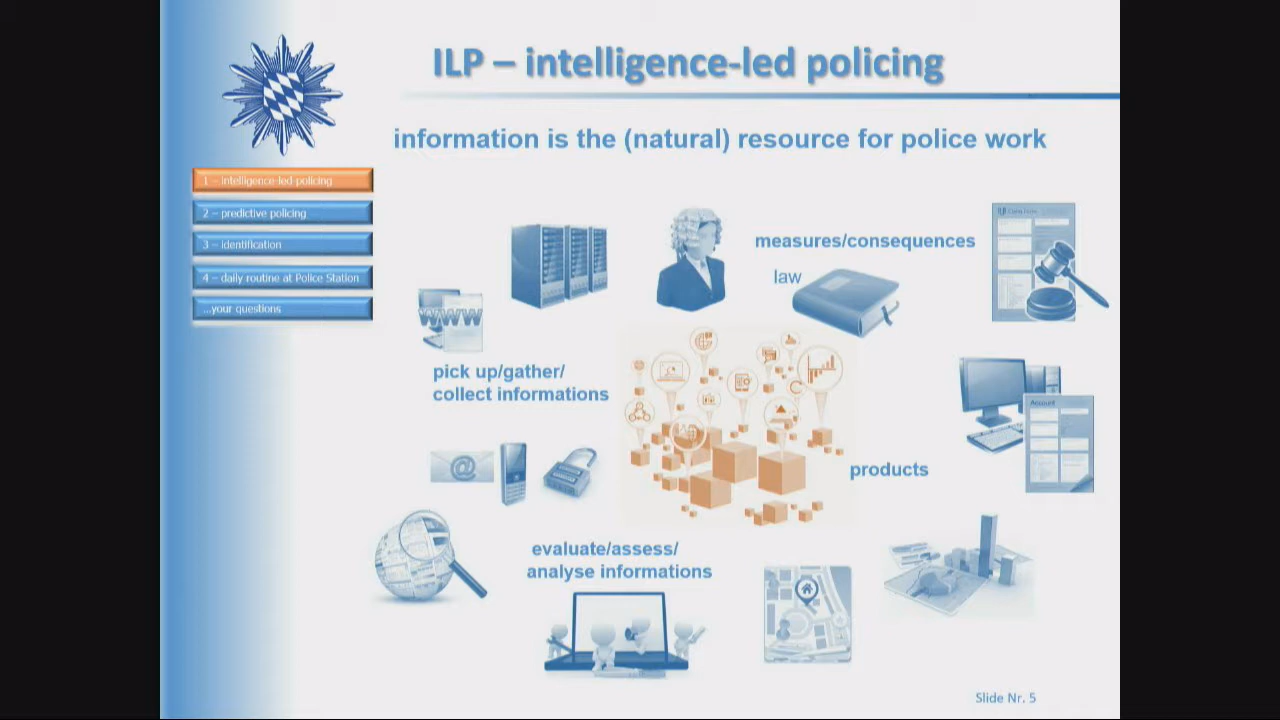 ILP – intelligence-led policing
information is the (natural) resource for police work
1 – intelligence-led policing
2 – predictive policing
3 – identification
4 – daily routine at Police Station
...your questions
measures/consequences
law
WWW
pick up/gather/
collect informations
@
Account
products
evaluate/assess/
analyse informations
Slide Nr. 5